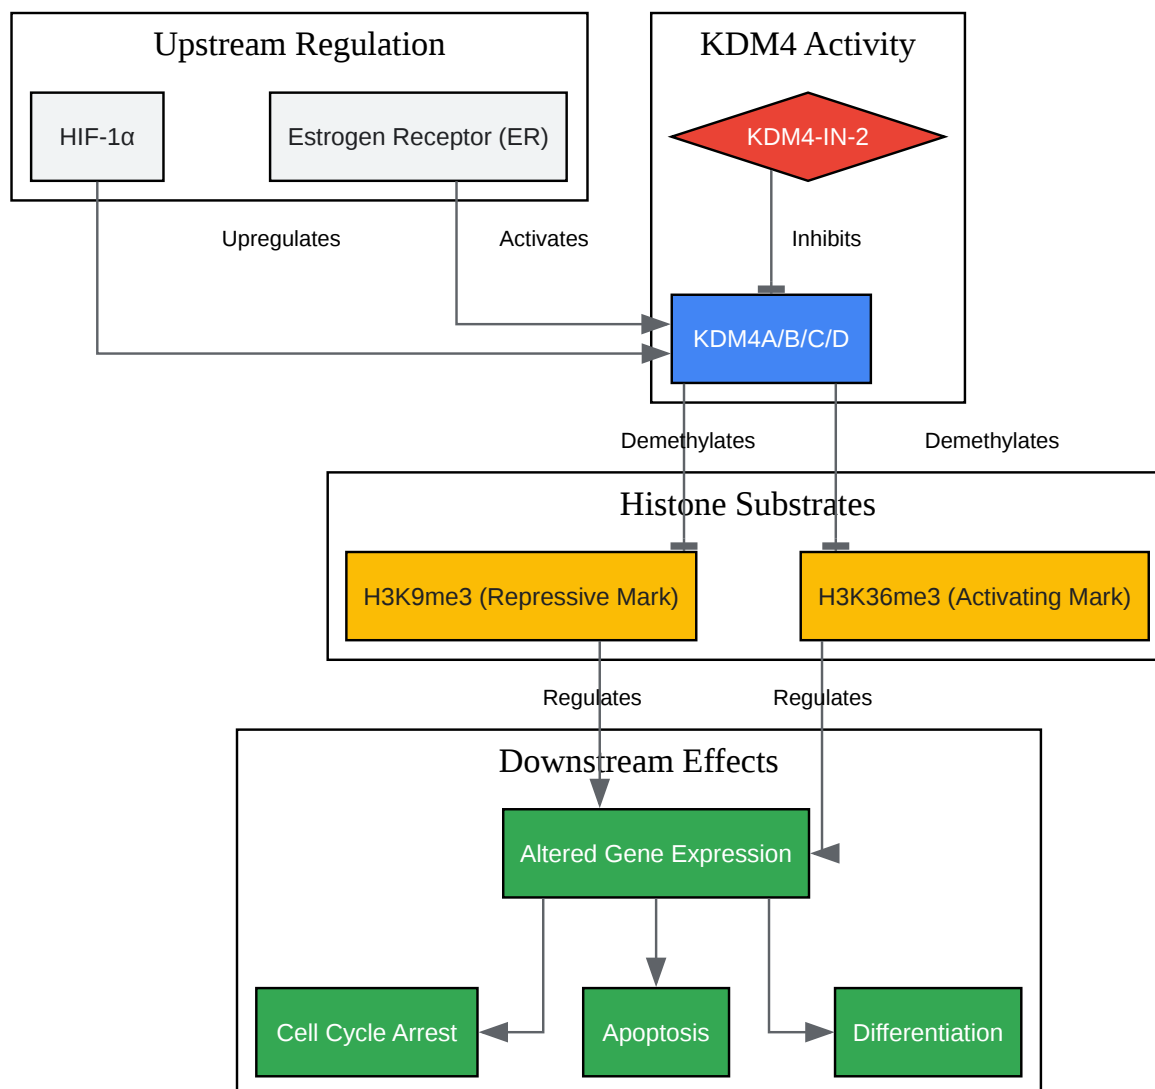 Upstream Regulation
KDM4 Activity
HIF-1α
Estrogen Receptor (ER)
KDM4-IN-2
Upregulates
Activates
Inhibits
KDM4A/B/C/D
Demethylates
Demethylates
Histone Substrates
H3K9me3 (Repressive Mark)
H3K36me3 (Activating Mark)
Regulates
Regulates
Downstream Effects
Altered Gene Expression
Cell Cycle Arrest
Apoptosis
Differentiation